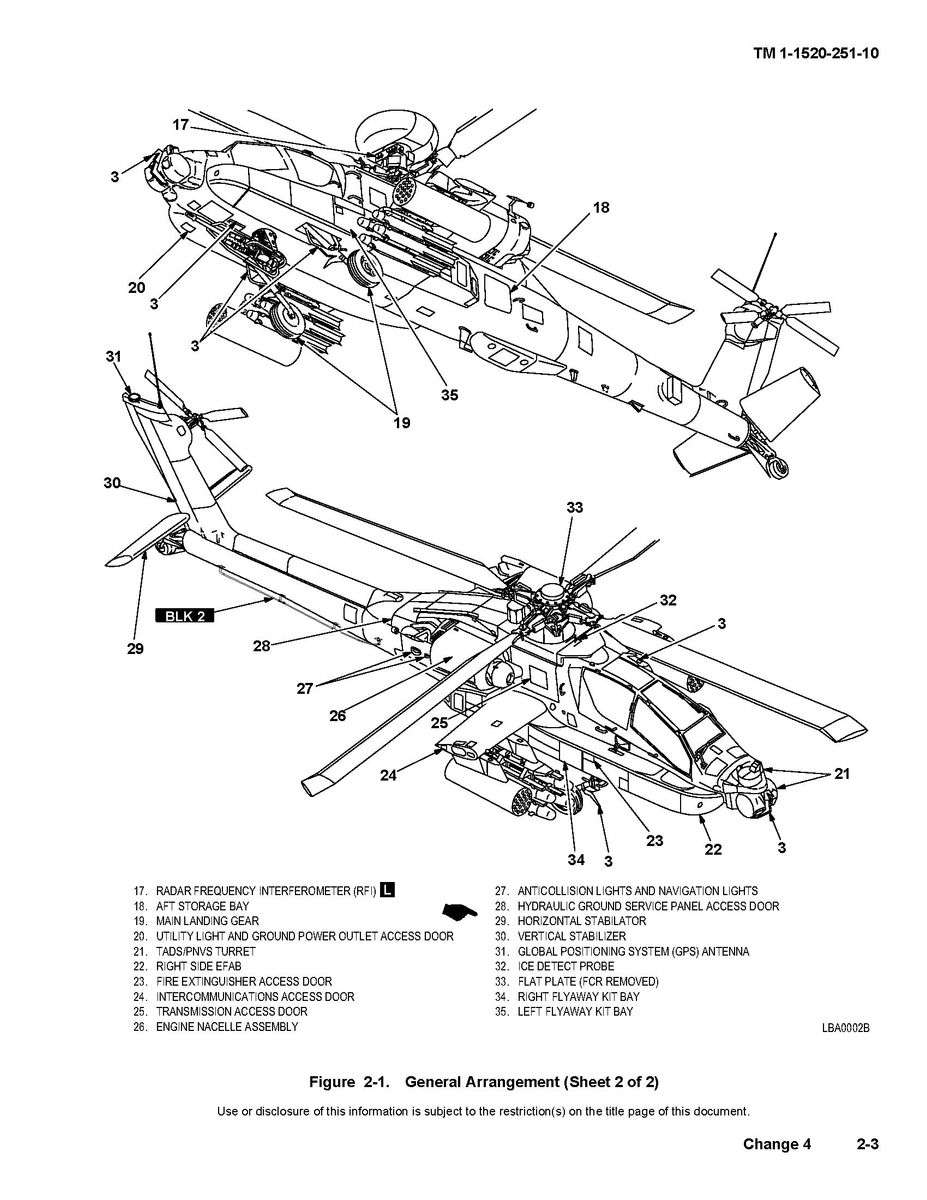 TM 1-1520-251-10
17
3
18
20
3
3
35
19
31
30
33
32
3
BLK 2
29
28
27
26
25
24
21
23
22
3
34
3
17. RADAR FREQUENCY INTERFEROMETER (RFI) L
18. AFT STORAGE BAY
19. MAIN LANDING GEAR
20. UTILITY LIGHT AND GROUND POWER OUTLET ACCESS DOOR
21. TADS/PNVS TURRET
22. RIGHT SIDE EFAB
23. FIRE EXTINGUISHER ACCESS DOOR
24. INTERCOMMUNICATIONS ACCESS DOOR
25. TRANSMISSION ACCESS DOOR
26. ENGINE NACELLE ASSEMBLY
27. ANTICOLLISION LIGHTS AND NAVIGATION LIGHTS
28. HYDRAULIC GROUND SERVICE PANEL ACCESS DOOR
29. HORIZONTAL STABILATOR
30. VERTICAL STABILIZER
31. GLOBAL POSITIONING SYSTEM (GPS) ANTENNA
32. ICE DETECT PROBE
33. FLAT PLATE (FCR REMOVED)
34. RIGHT FLYAWAY KIT BAY
35. LEFT FLYAWAY KIT BAY
LBA0002B
Figure 2-1. General Arrangement (Sheet 2 of 2)
Use or disclosure of this information is subject to the restriction(s) on the title page of this document.
Change 4 2-3